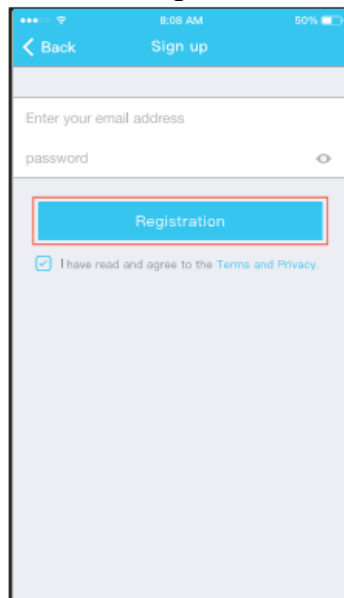 8:08 AM 50%
Back Sign up
Enter your email address
password
Registration
I have read and agree to the Terms and Privacy.